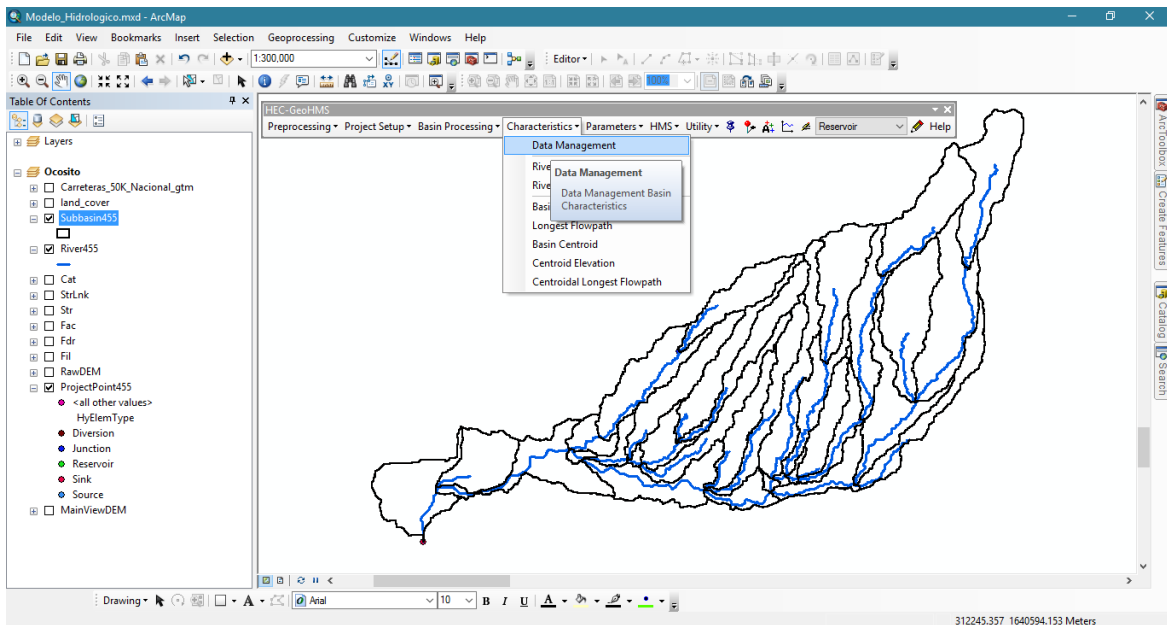 Modelo_Hidrologico.mxd - ArcMap
File Edit View Bookmarks Insert Selection Geoprocessing Customize Windows Help
1:300,000 Editor
100%
Table Of Contents
Layers
Ocosito
Carreteras_50K_Nacional_gtm
land_cover
Subbasin455
River455
Cat
StrLnk
Str
Fac
Fdr
Fil
RawDEM
ProjectPoint455
<all other values>
HyElemType
Diversion
Junction
Reservoir
Sink
Source
MainViewDEM
HEC-GeoHMS
Preprocessing Project Setup Basin Processing Characteristics Parameters HMS Utility Reservoir Help
Data Management
Rive
Rive
Basi
Longest Flowpath
Basin Centroid
Centroid Elevation
Centroidal Longest Flowpath
Data Management
Data Management Basin
Characteristics
ArcToolbox
Create Features
Catalog
Search
Drawing A Arial 10 B I U A
312245.357 1640594.153 Meters